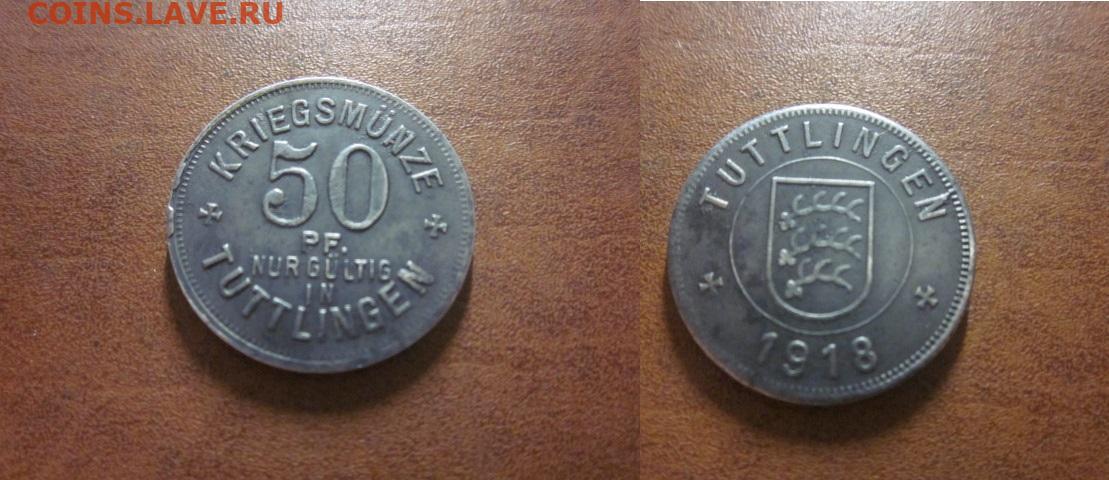 COINS.LAVE.RU
KRIEGSMÜNZE
50
PF.
NUR GÜLTIG
IN
TUTTLINGEN
TUTTLINGEN
1918